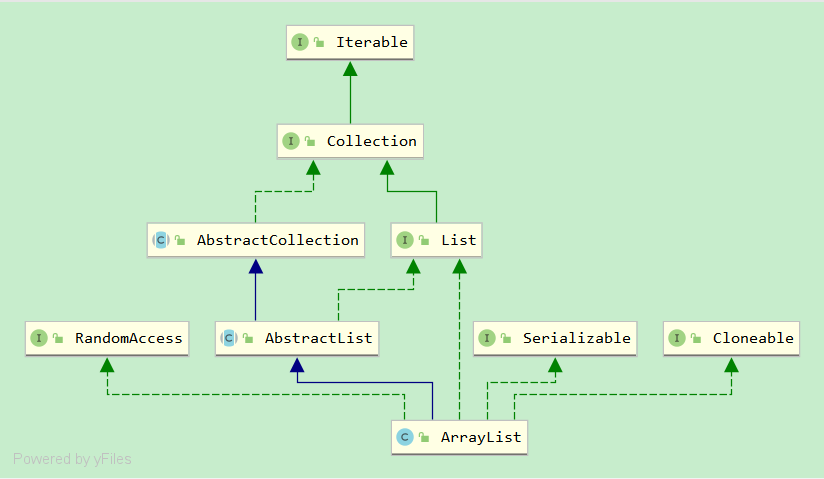 I Iterable
I Collection
C AbstractCollection
I List
I RandomAccess
C AbstractList
I Serializable
I Cloneable
C ArrayList
Powered by yFiles